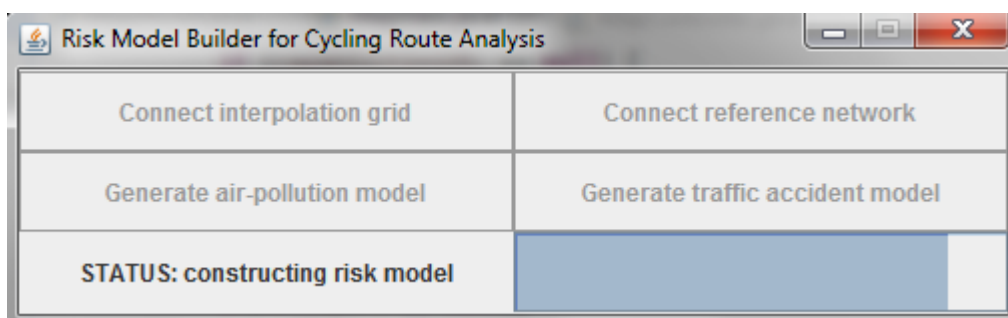 Risk Model Builder for Cycling Route Analysis
Connect interpolation grid
Connect reference network
Generate air-pollution model
Generate traffic accident model
STATUS: constructing risk model